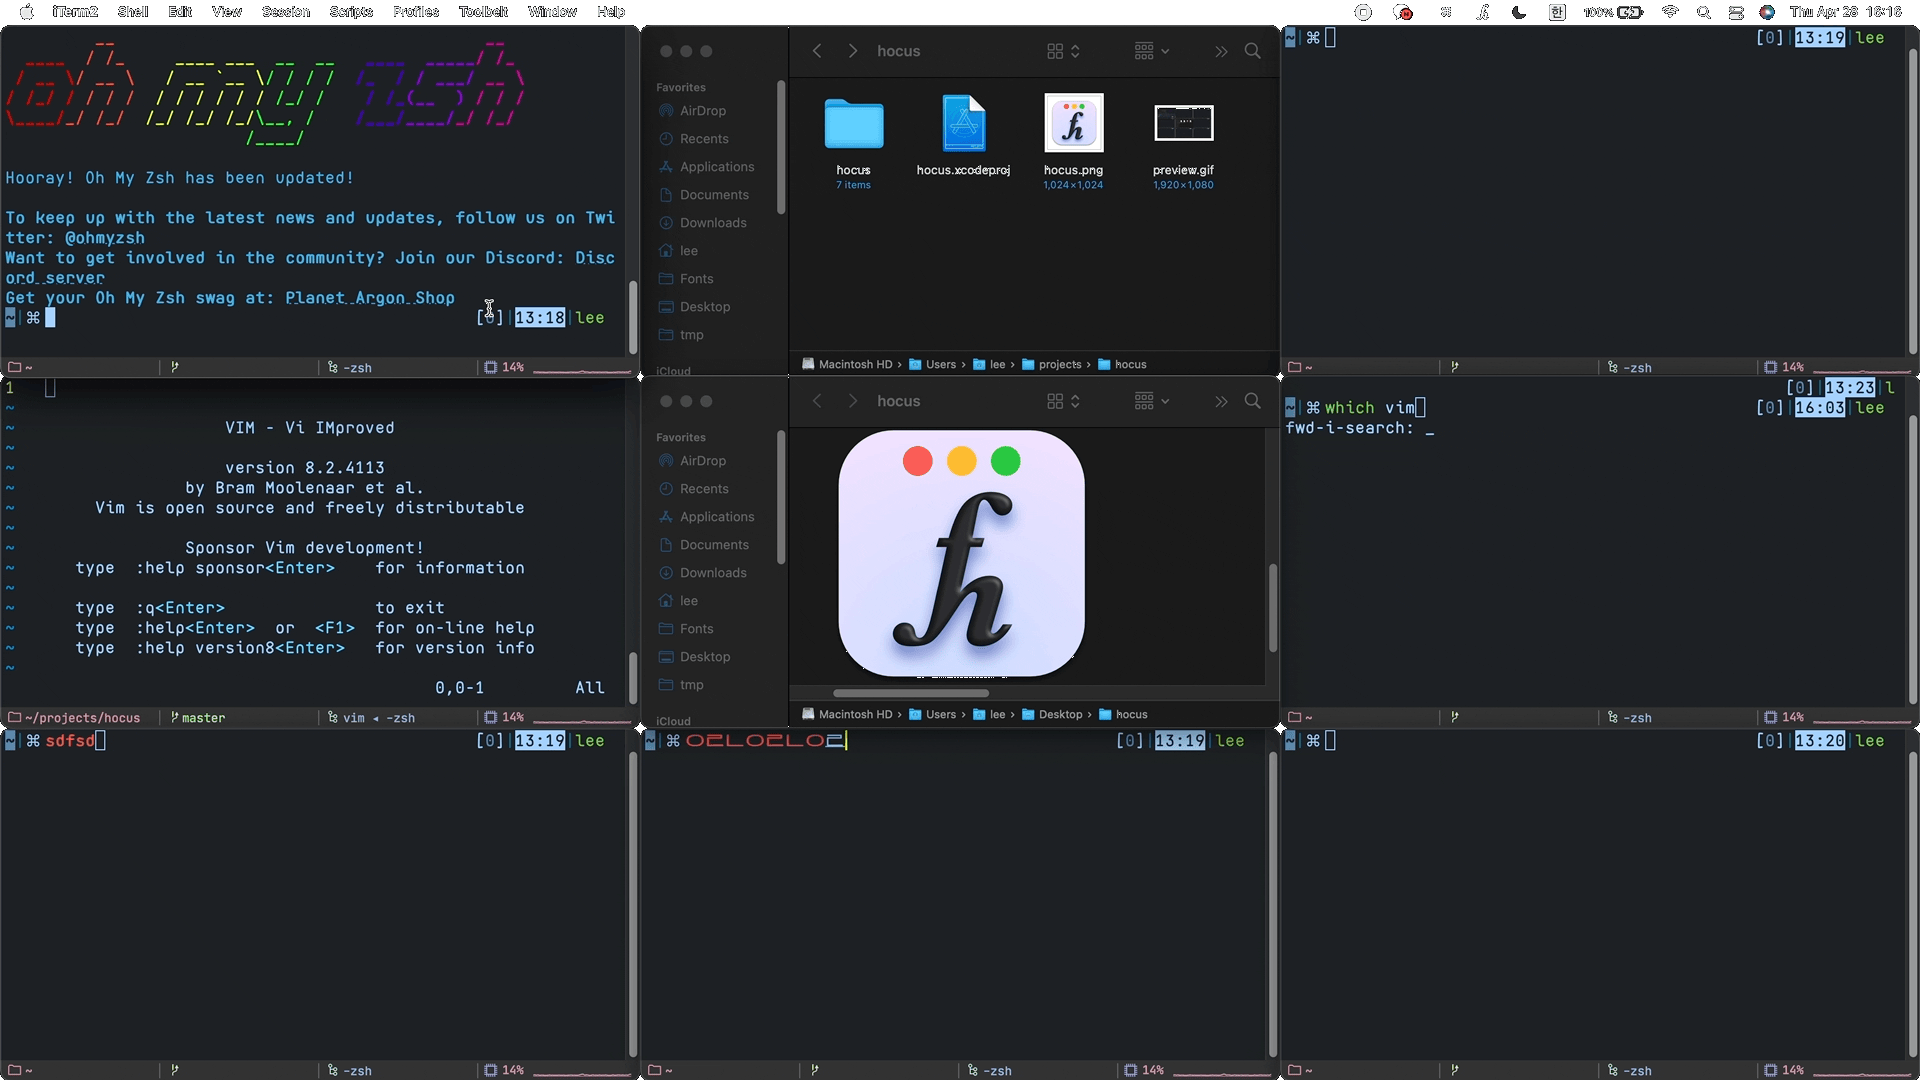 iTerm2 Shell Edit View Session Scripts Profiles Toolbelt Window Help 한 100% Thu Apr 28 16:16
oh my zsh
Hooray! Oh My Zsh has been updated!
To keep up with the latest news and updates, follow us on Twi
tter: @ohmyzsh
Want to get involved in the community? Join our Discord: Disc
ord server
Get your Oh My Zsh swag at: Planet Argon Shop
~ ⌘ [0] 13:18 lee
~ -zsh 14%
hocus
Favorites
AirDrop
Recents
Applications
Documents
Downloads
lee
Fonts
Desktop
tmp
iCloud
hocus
7 items
hocus.xcodeproj
hocus.png
1,024×1,024
preview.gif
1,920×1,080
Macintosh HD › Users › lee › projects › hocus
~ ⌘ [0] 13:19 lee
~ -zsh 14%
1
~
~ VIM - Vi IMproved
~
~ version 8.2.4113
~ by Bram Moolenaar et al.
~ Vim is open source and freely distributable
~
~ Sponsor Vim development!
~ type :help sponsor<Enter> for information
~
~ type :q<Enter> to exit
~ type :help<Enter> or <F1> for on-line help
~ type :help version8<Enter> for version info
~
0,0-1 All
~/projects/hocus master vim ◂ -zsh 14%
hocus
Favorites
AirDrop
Recents
Applications
Documents
Downloads
lee
Fonts
Desktop
tmp
iCloud
Macintosh HD › Users › lee › Desktop › hocus
[0] 13:23 l
~ ⌘ which vim [0] 16:03 lee
fwd-i-search: _
~ -zsh 14%
~ ⌘ sdfsd [0] 13:19 lee
~ -zsh 14%
~ ⌘ ㅇㄹㄴㅇㄹㄴㅇㄹ [0] 13:19 lee
~ -zsh 14%
~ ⌘ [0] 13:20 lee
~ -zsh 14%